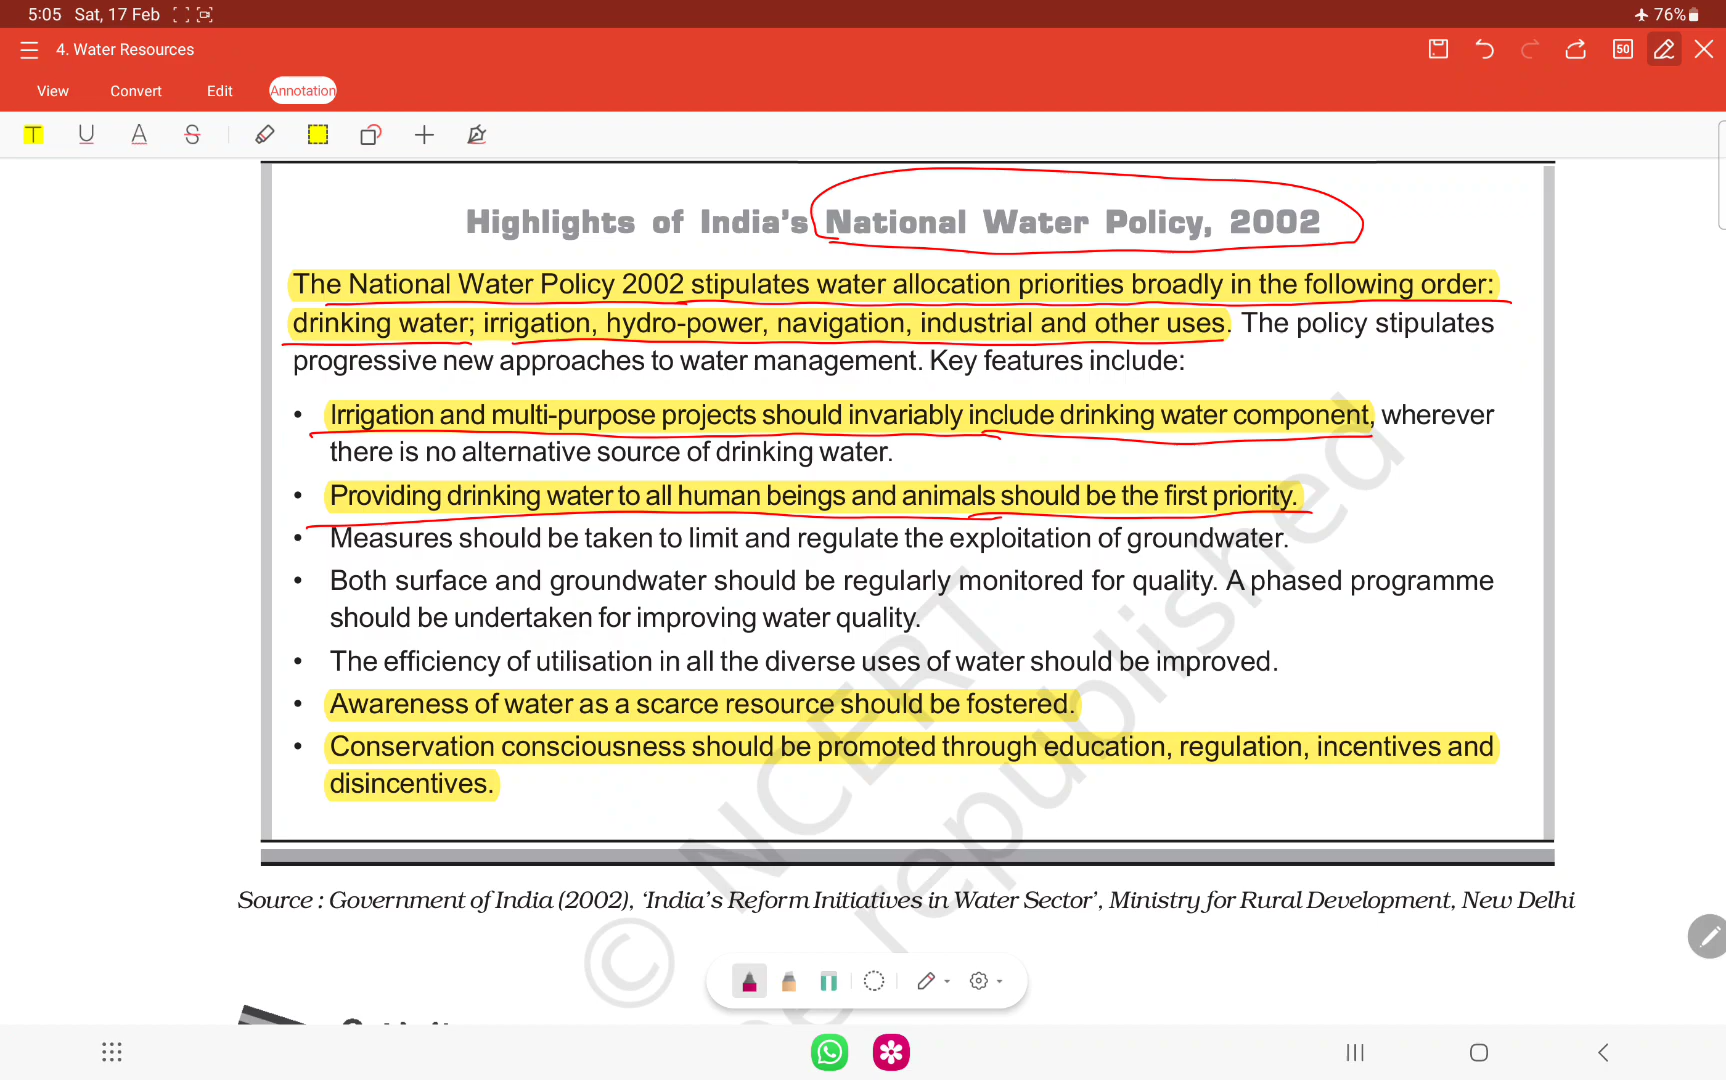 5:05 Sat, 17 Feb 76%
4. Water Resources 50
View Convert Edit Annotation
T U A S
Highlights of India's National Water Policy, 2002
The National Water Policy 2002 stipulates water allocation priorities broadly in the following order:
drinking water; irrigation, hydro-power, navigation, industrial and other uses. The policy stipulates
progressive new approaches to water management. Key features include:
• Irrigation and multi-purpose projects should invariably include drinking water component, wherever
there is no alternative source of drinking water.
• Providing drinking water to all human beings and animals should be the first priority.
• Measures should be taken to limit and regulate the exploitation of groundwater.
• Both surface and groundwater should be regularly monitored for quality. A phased programme
should be undertaken for improving water quality.
• The efficiency of utilisation in all the diverse uses of water should be improved.
• Awareness of water as a scarce resource should be fostered.
• Conservation consciousness should be promoted through education, regulation, incentives and
disincentives.
© NCERT
republished
Source : Government of India (2002), 'India's Reform Initiatives in Water Sector', Ministry for Rural Development, New Delhi